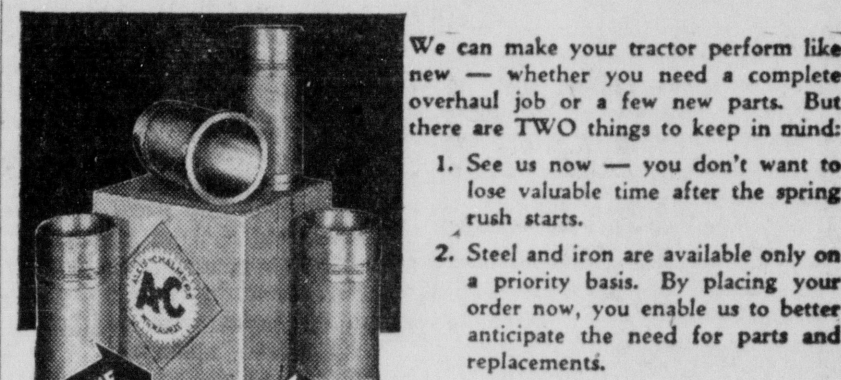 We can make your tractor perform like
new — whether you need a complete
overhaul job or a few new parts. But
there are TWO things to keep in mind:
1. See us now — you don't want to
lose valuable time after the spring
rush starts.
2. Steel and iron are available only on
a priority basis. By placing your
order now, you enable us to better
anticipate the need for parts and
replacements.
ALLIS-CHALMERS
A-C
MILWAUKEE